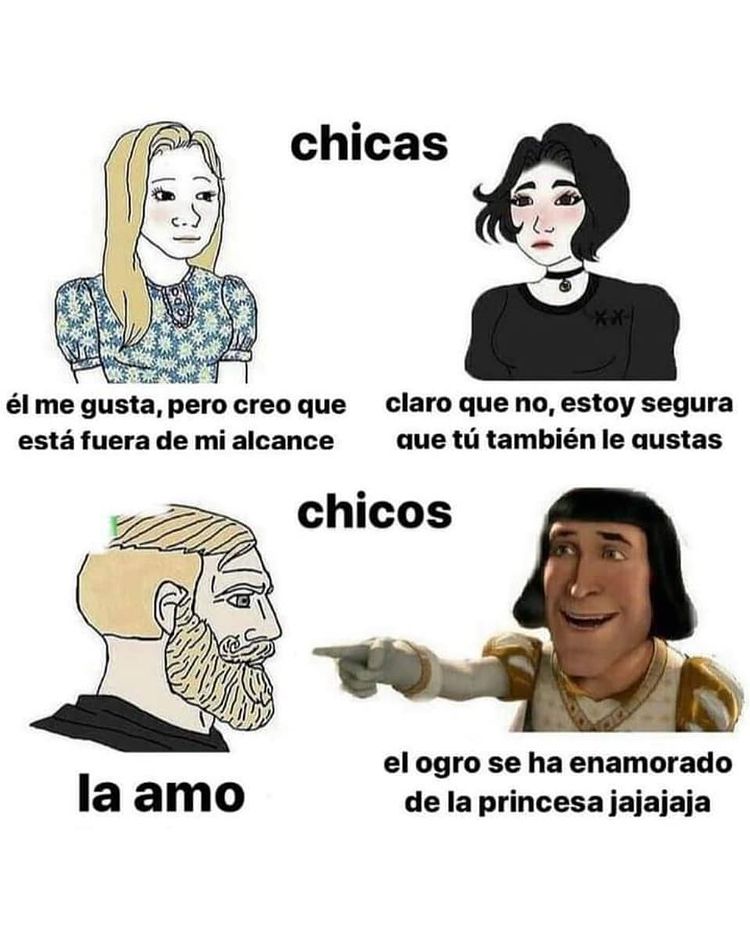 chicas
él me gusta, pero creo que
está fuera de mi alcance
claro que no, estoy segura
que tú también le gustas
chicos
la amo
el ogro se ha enamorado
de la princesa jajajaja